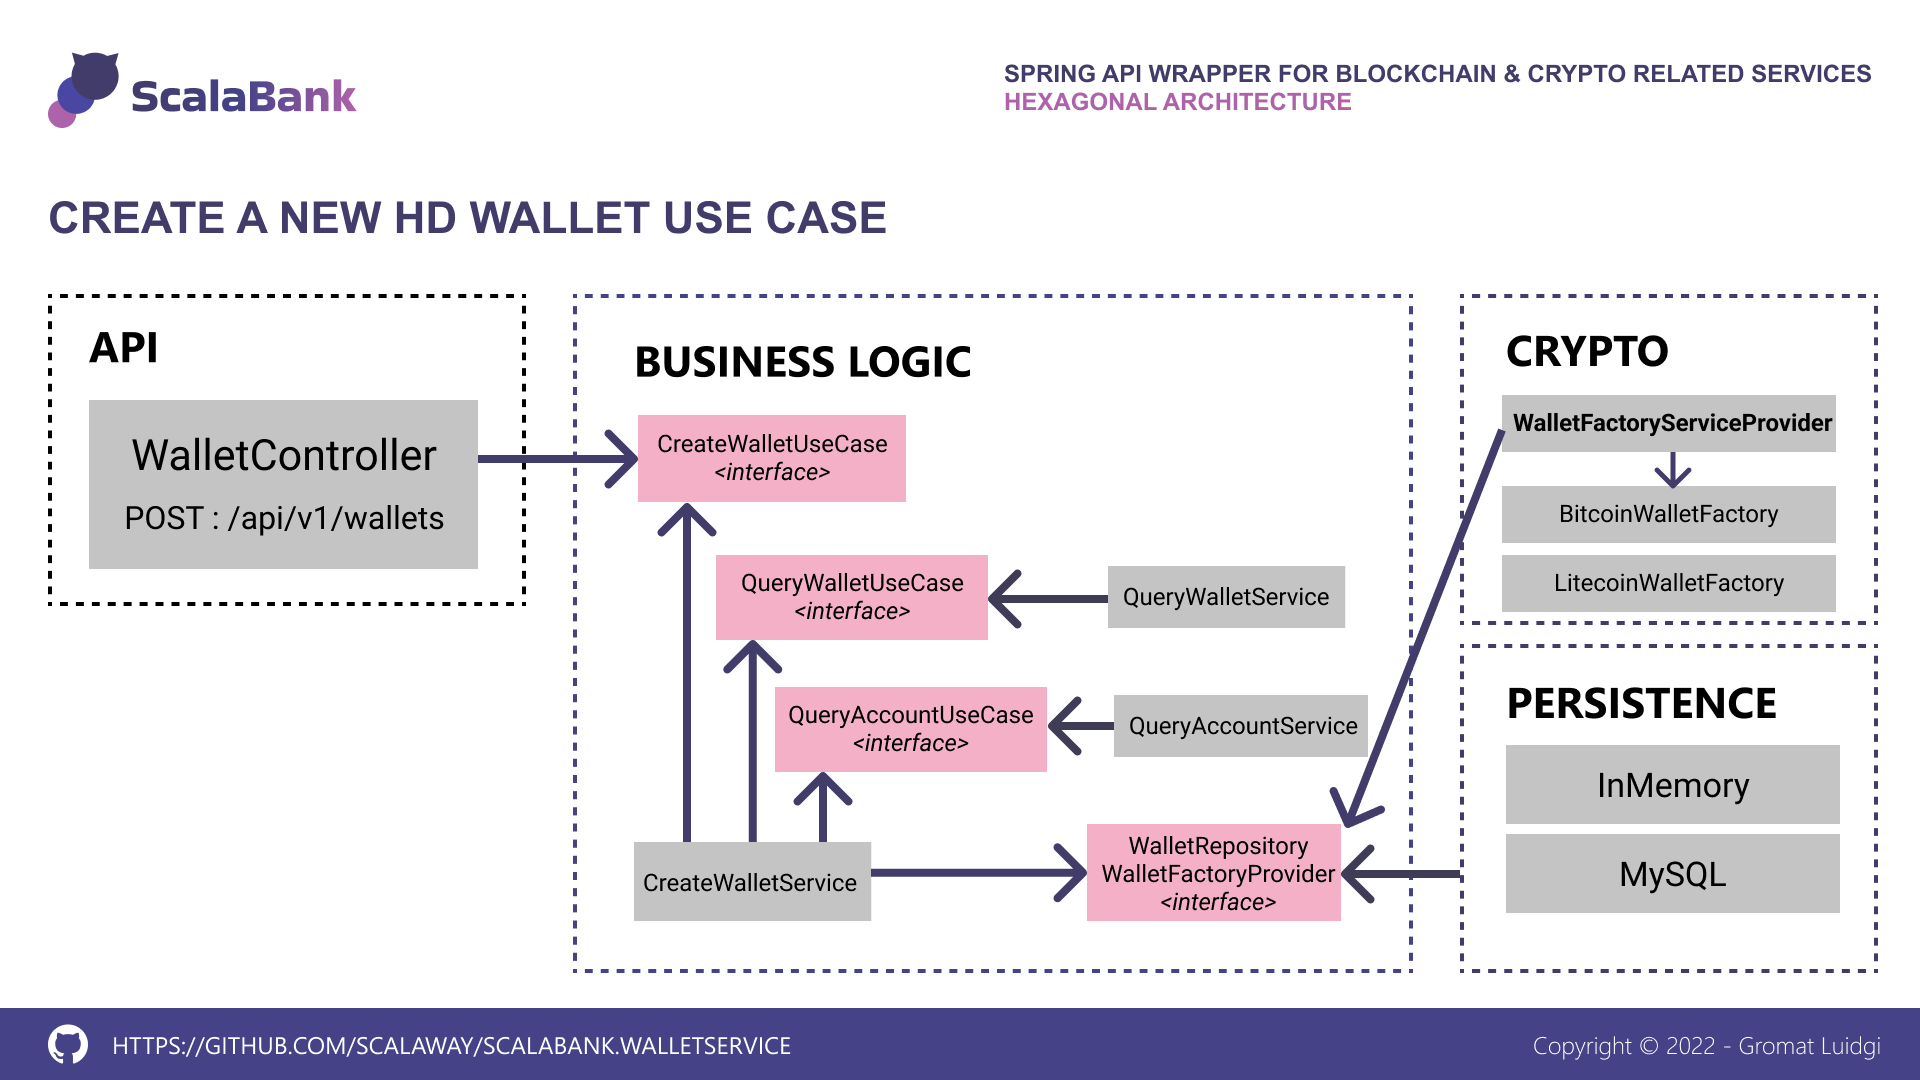 ScalaBank
SPRING API WRAPPER FOR BLOCKCHAIN & CRYPTO RELATED SERVICES
HEXAGONAL ARCHITECTURE
CREATE A NEW HD WALLET USE CASE
API
WalletController
POST : /api/v1/wallets
BUSINESS LOGIC
CreateWalletUseCase
<interface>
QueryWalletUseCase
<interface>
QueryWalletService
QueryAccountUseCase
<interface>
QueryAccountService
CreateWalletService
WalletRepository
WalletFactoryProvider
<interface>
CRYPTO
WalletFactoryServiceProvider
BitcoinWalletFactory
LitecoinWalletFactory
PERSISTENCE
InMemory
MySQL
HTTPS://GITHUB.COM/SCALAWAY/SCALABANK.WALLETSERVICE
Copyright © 2022 - Gromat Luidgi